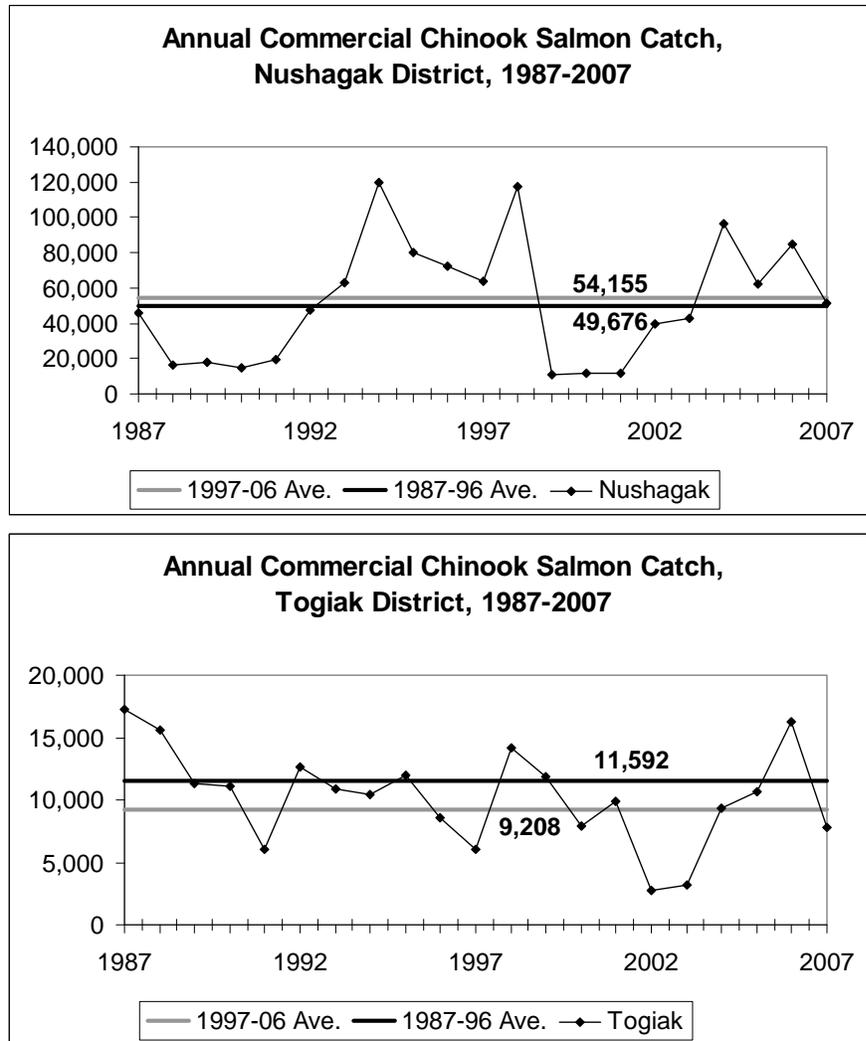 Annual Commercial Chinook Salmon Catch,
Nushagak District, 1987-2007
140,000
120,000
100,000
80,000
60,000
40,000
20,000
0
54,155
49,676
1987
1992
1997
2002
2007
1997-06 Ave.
1987-96 Ave.
Nushagak
Annual Commercial Chinook Salmon Catch,
Togiak District, 1987-2007
20,000
15,000
10,000
5,000
0
11,592
9,208
1987
1992
1997
2002
2007
1997-06 Ave.
1987-96 Ave.
Togiak